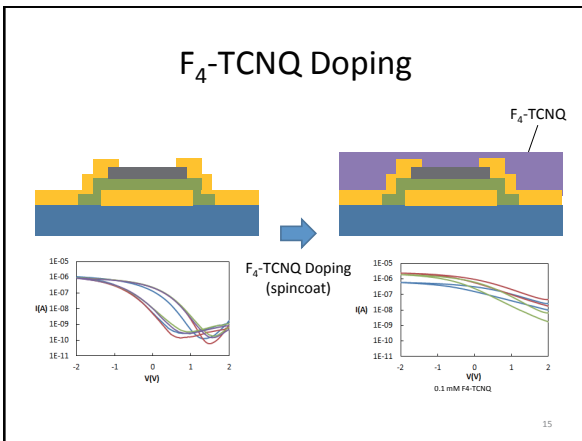 F₄-TCNQ Doping
F₄-TCNQ
F₄-TCNQ Doping
(spincoat)
1E-05
1E-06
1E-07
I(A) 1E-08
1E-09
1E-10
1E-11
-2 -1 0 1 2
V(V)
1E-05
1E-06
1E-07
I(A) 1E-08
1E-09
1E-10
1E-11
-2 -1 0 1 2
V(V)
0.1 mM F4-TCNQ
15